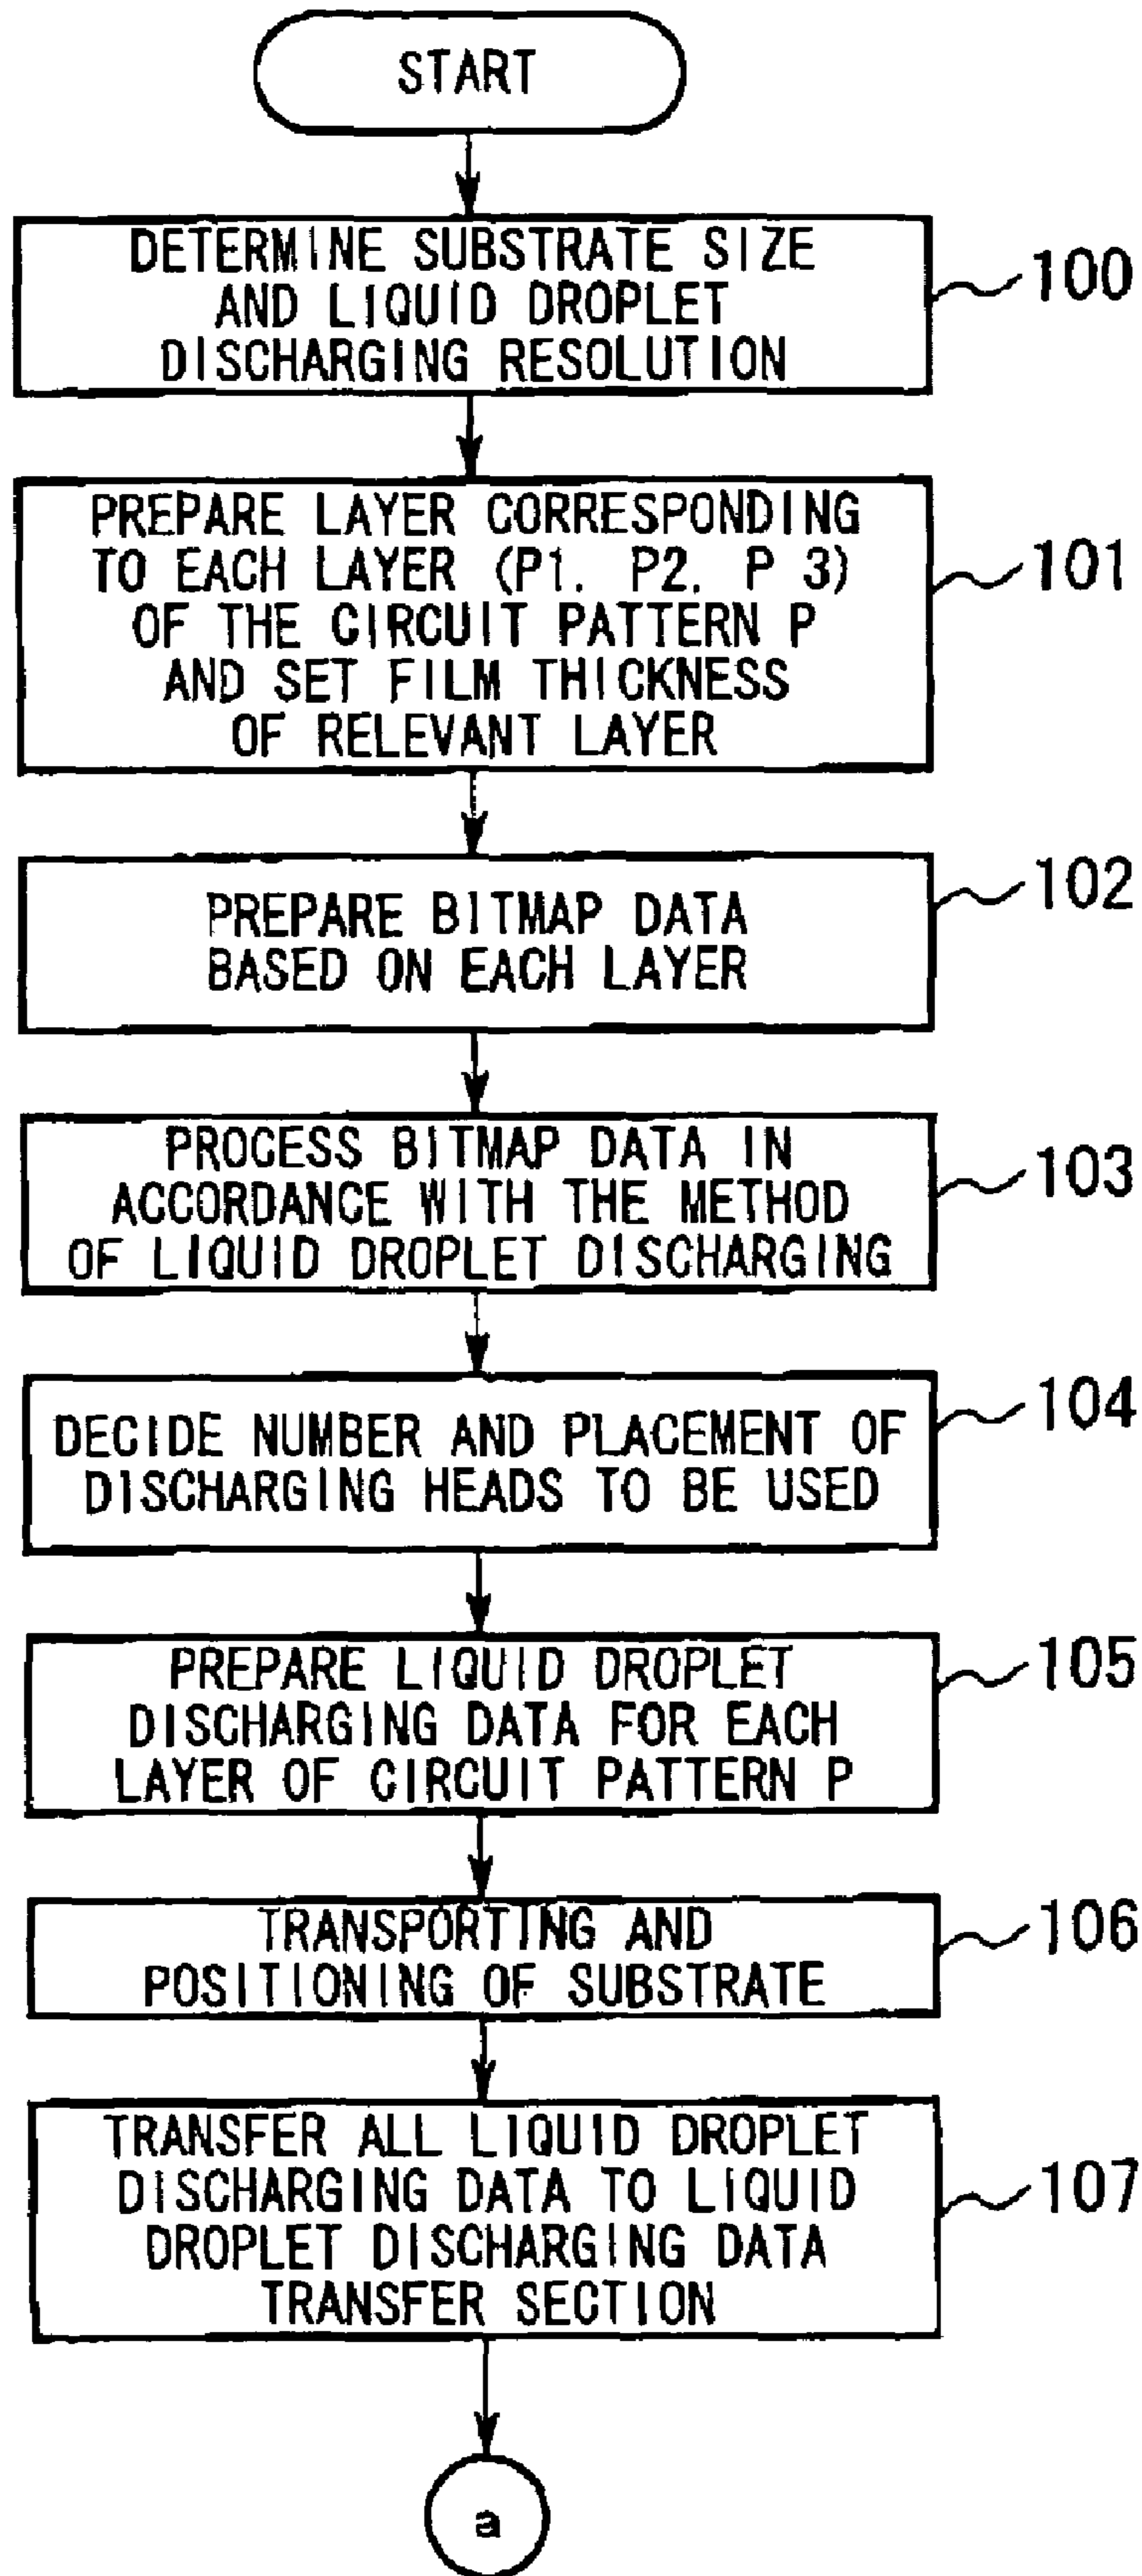 START
DETERMINE SUBSTRATE SIZE
AND LIQUID DROPLET
DISCHARGING RESOLUTION
100
PREPARE LAYER CORRESPONDING
TO EACH LAYER (P1. P2. P 3)
OF THE CIRCUIT PATTERN P
AND SET FILM THICKNESS
OF RELEVANT LAYER
101
PREPARE BITMAP DATA
BASED ON EACH LAYER
102
PROCESS BITMAP DATA IN
ACCORDANCE WITH THE METHOD
OF LIQUID DROPLET DISCHARGING
103
DECIDE NUMBER AND PLACEMENT OF
DISCHARGING HEADS TO BE USED
104
PREPARE LIQUID DROPLET
DISCHARGING DATA FOR EACH
LAYER OF CIRCUIT PATTERN P
105
TRANSPORTING AND
POSITIONING OF SUBSTRATE
106
TRANSFER ALL LIQUID DROPLET
DISCHARGING DATA TO LIQUID
DROPLET DISCHARGING DATA
TRANSFER SECTION
107
a